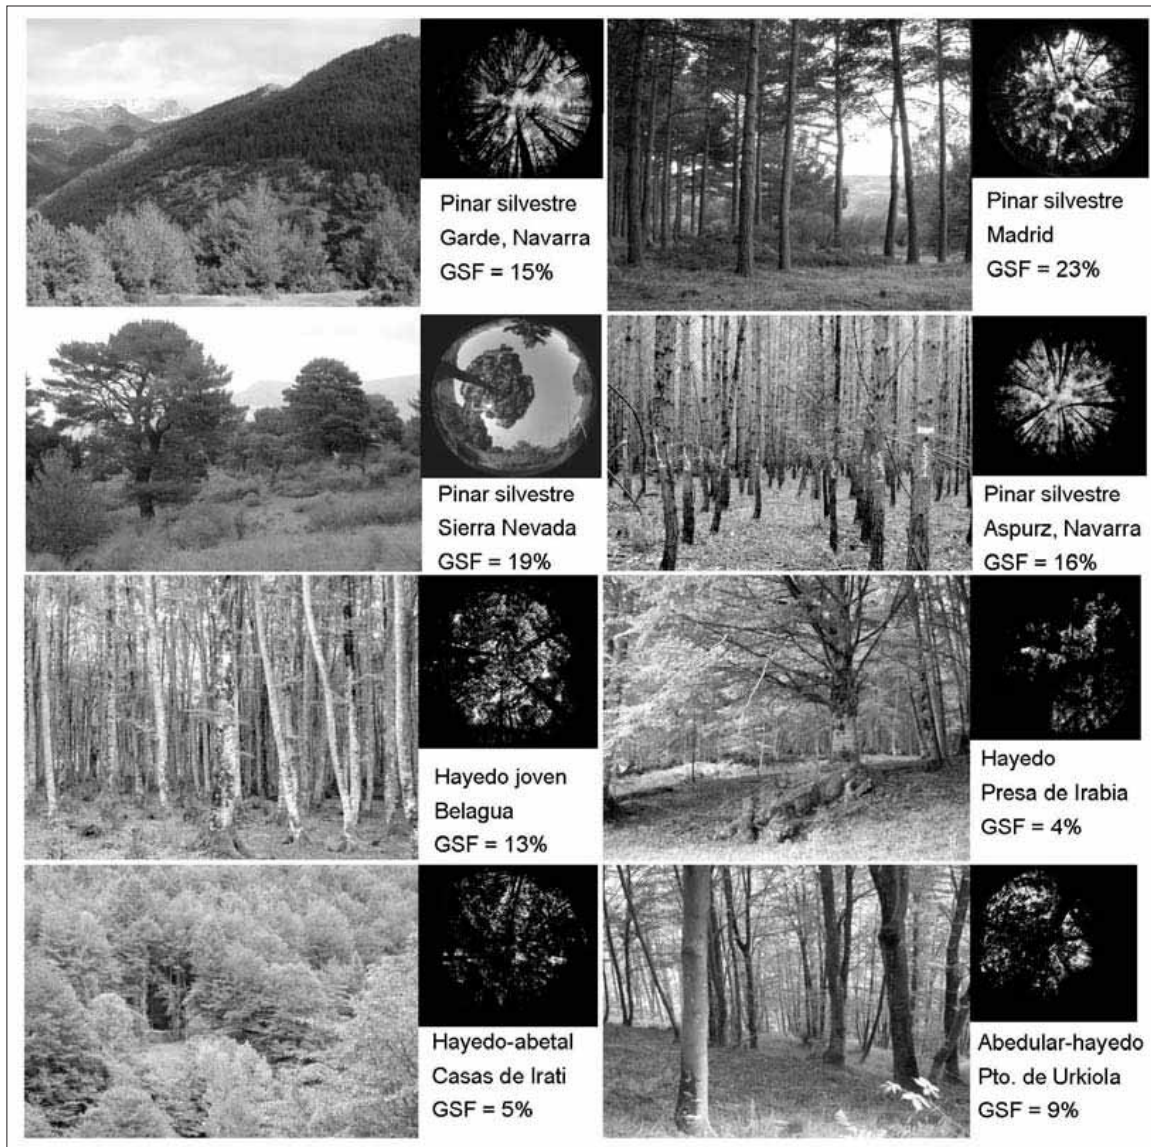 Pinar silvestre
Garde, Navarra
GSF = 15%
Pinar silvestre
Madrid
GSF = 23%
Pinar silvestre
Sierra Nevada
GSF = 19%
Pinar silvestre
Aspurz, Navarra
GSF = 16%
Hayedo joven
Belagua
GSF = 13%
Hayedo
Presa de Irabia
GSF = 4%
Hayedo-abetal
Casas de Irati
GSF = 5%
Abedular-hayedo
Pto. de Urkiola
GSF = 9%